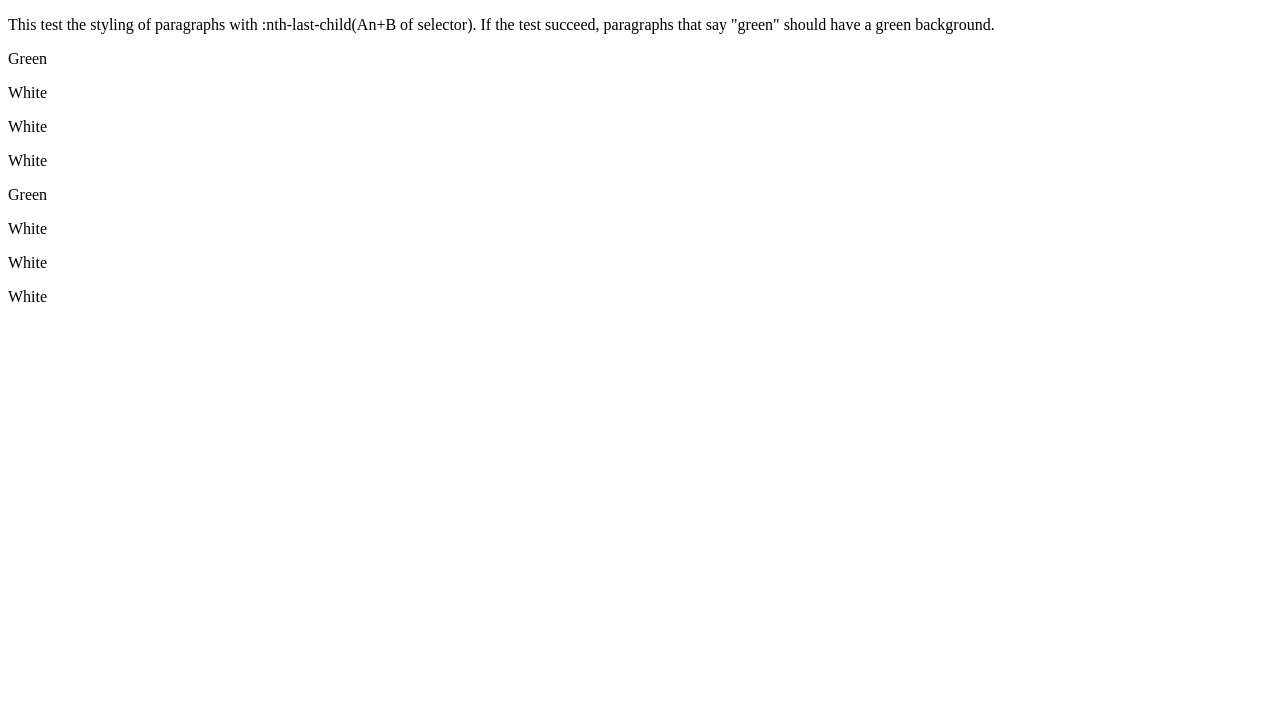 This test the styling of paragraphs with :nth-last-child(An+B of selector). If the test succeed, paragraphs that say "green" should have a green background.
Green
White
White
White
Green
White
White
White